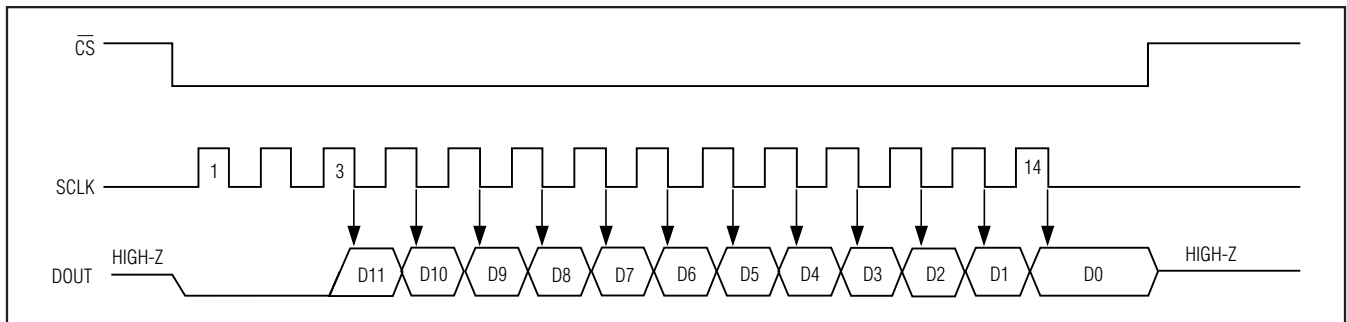 C̅S̅
1 3 14
SCLK
HIGH-Z HIGH-Z
DOUT D11 D10 D9 D8 D7 D6 D5 D4 D3 D2 D1 D0